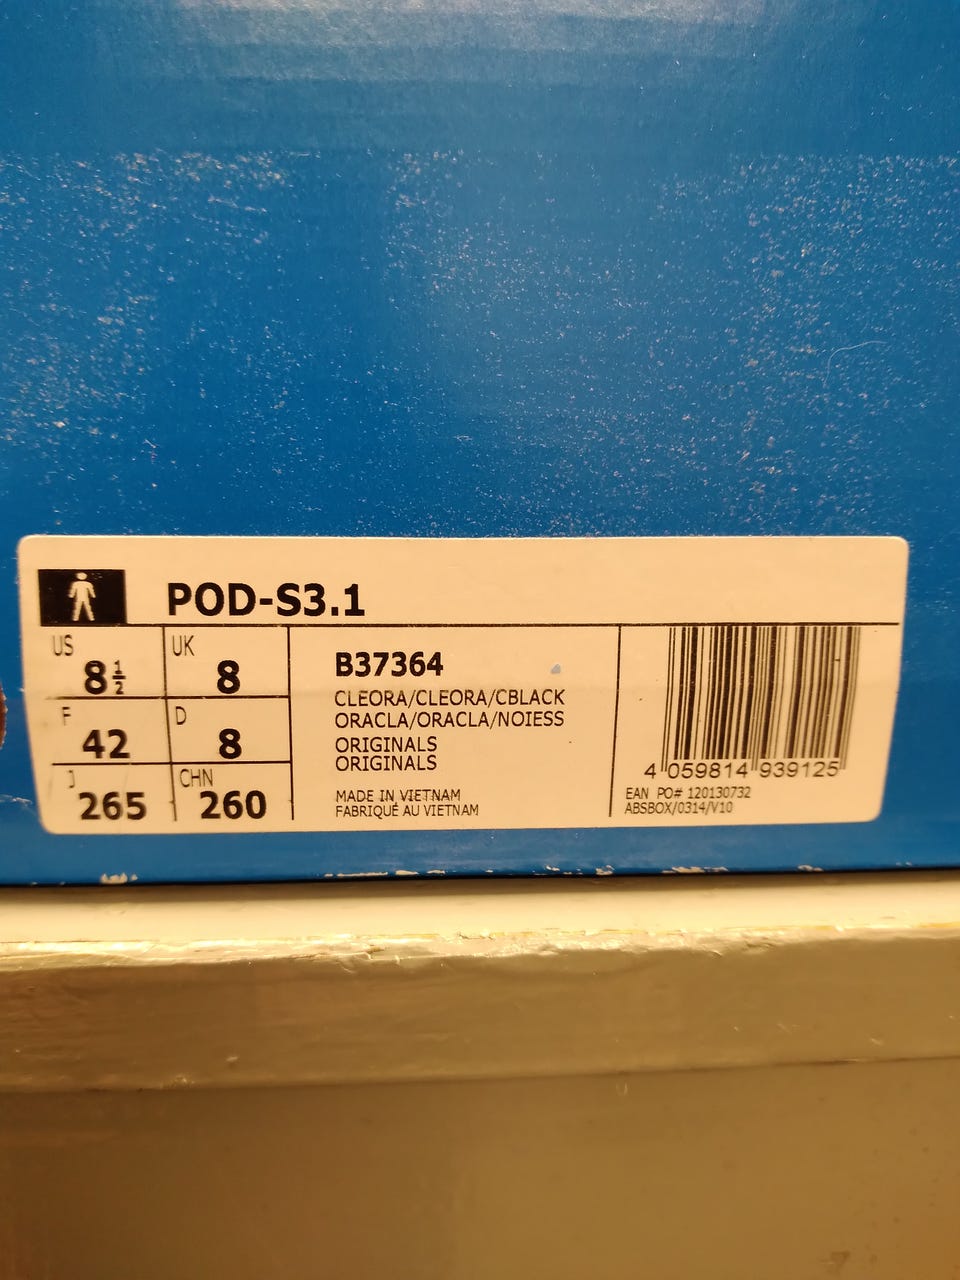 POD-S3.1
US UK
8½ 8
F D
42 8
J CHN
265 260
B37364
CLEORA/CLEORA/CBLACK
ORACLA/ORACLA/NOIESS
ORIGINALS
ORIGINALS
MADE IN VIETNAM
FABRIQUÉ AU VIETNAM
4 059814 939125
EAN PO# 120130732
ABSBOX/0314/V10